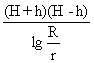 (H + h)(H - h)
lg R
r